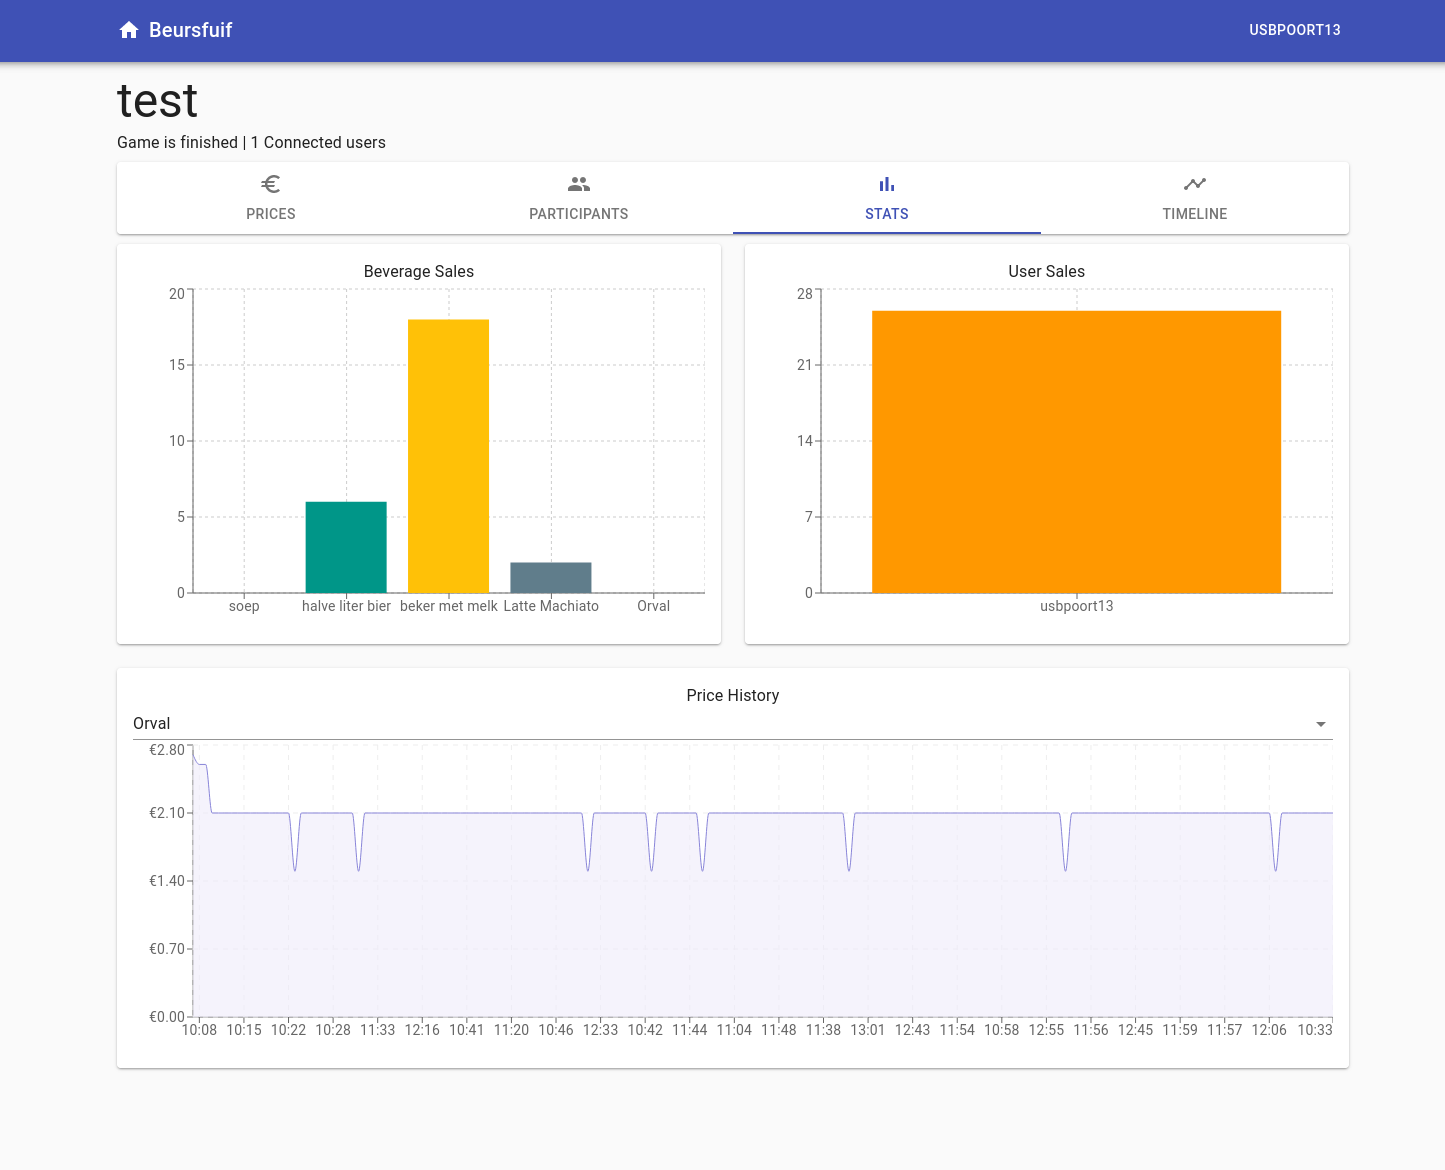 Beursfuif
USBPOORT13
test
Game is finished | 1 Connected users
PRICES
PARTICIPANTS
STATS
TIMELINE
Beverage Sales
20
15
10
5
0
soep halve liter bier beker met melk Latte Machiato Orval
User Sales
28
21
14
7
0
usbpoort13
Price History
Orval
€2.80
€2.10
€1.40
€0.70
€0.00
10:08 10:15 10:22 10:28 11:33 12:16 10:41 11:20 10:46 12:33 10:42 11:44 11:04 11:48 11:38 13:01 12:43 11:54 10:58 12:55 11:56 12:45 11:59 11:57 12:06 10:33